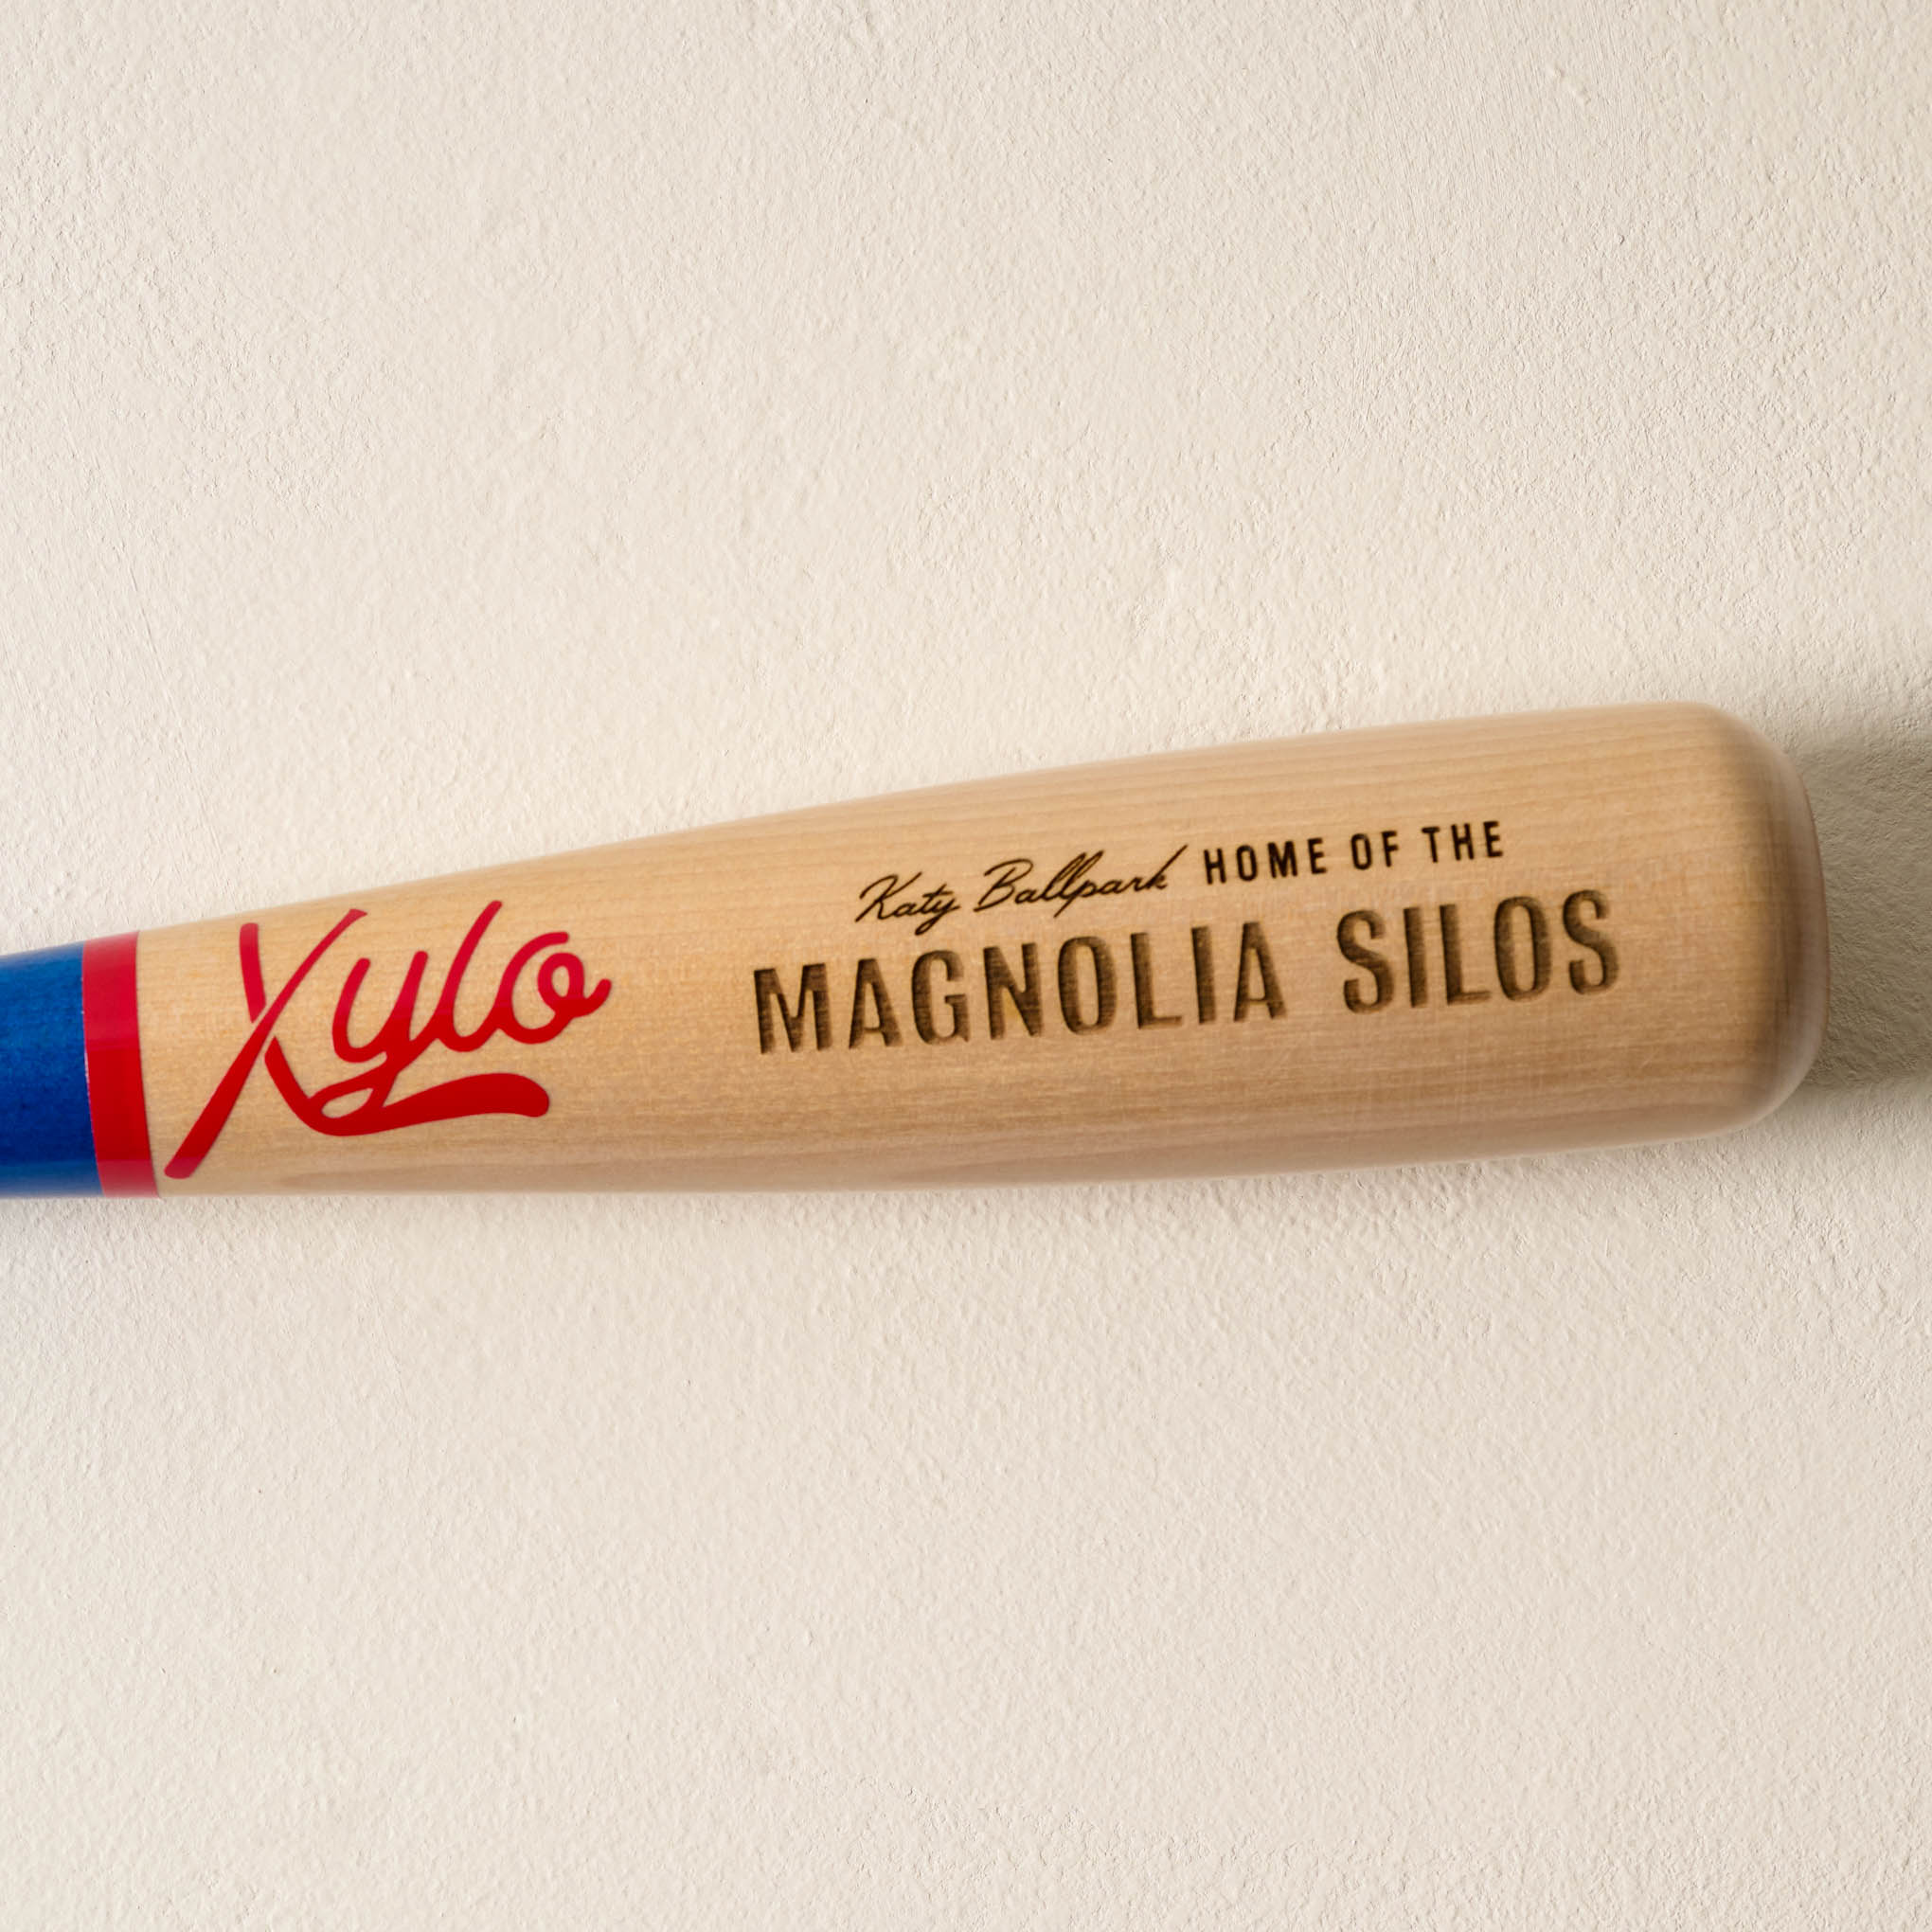 Xylo
Katy Ballpark HOME OF THE
MAGNOLIA SILOS